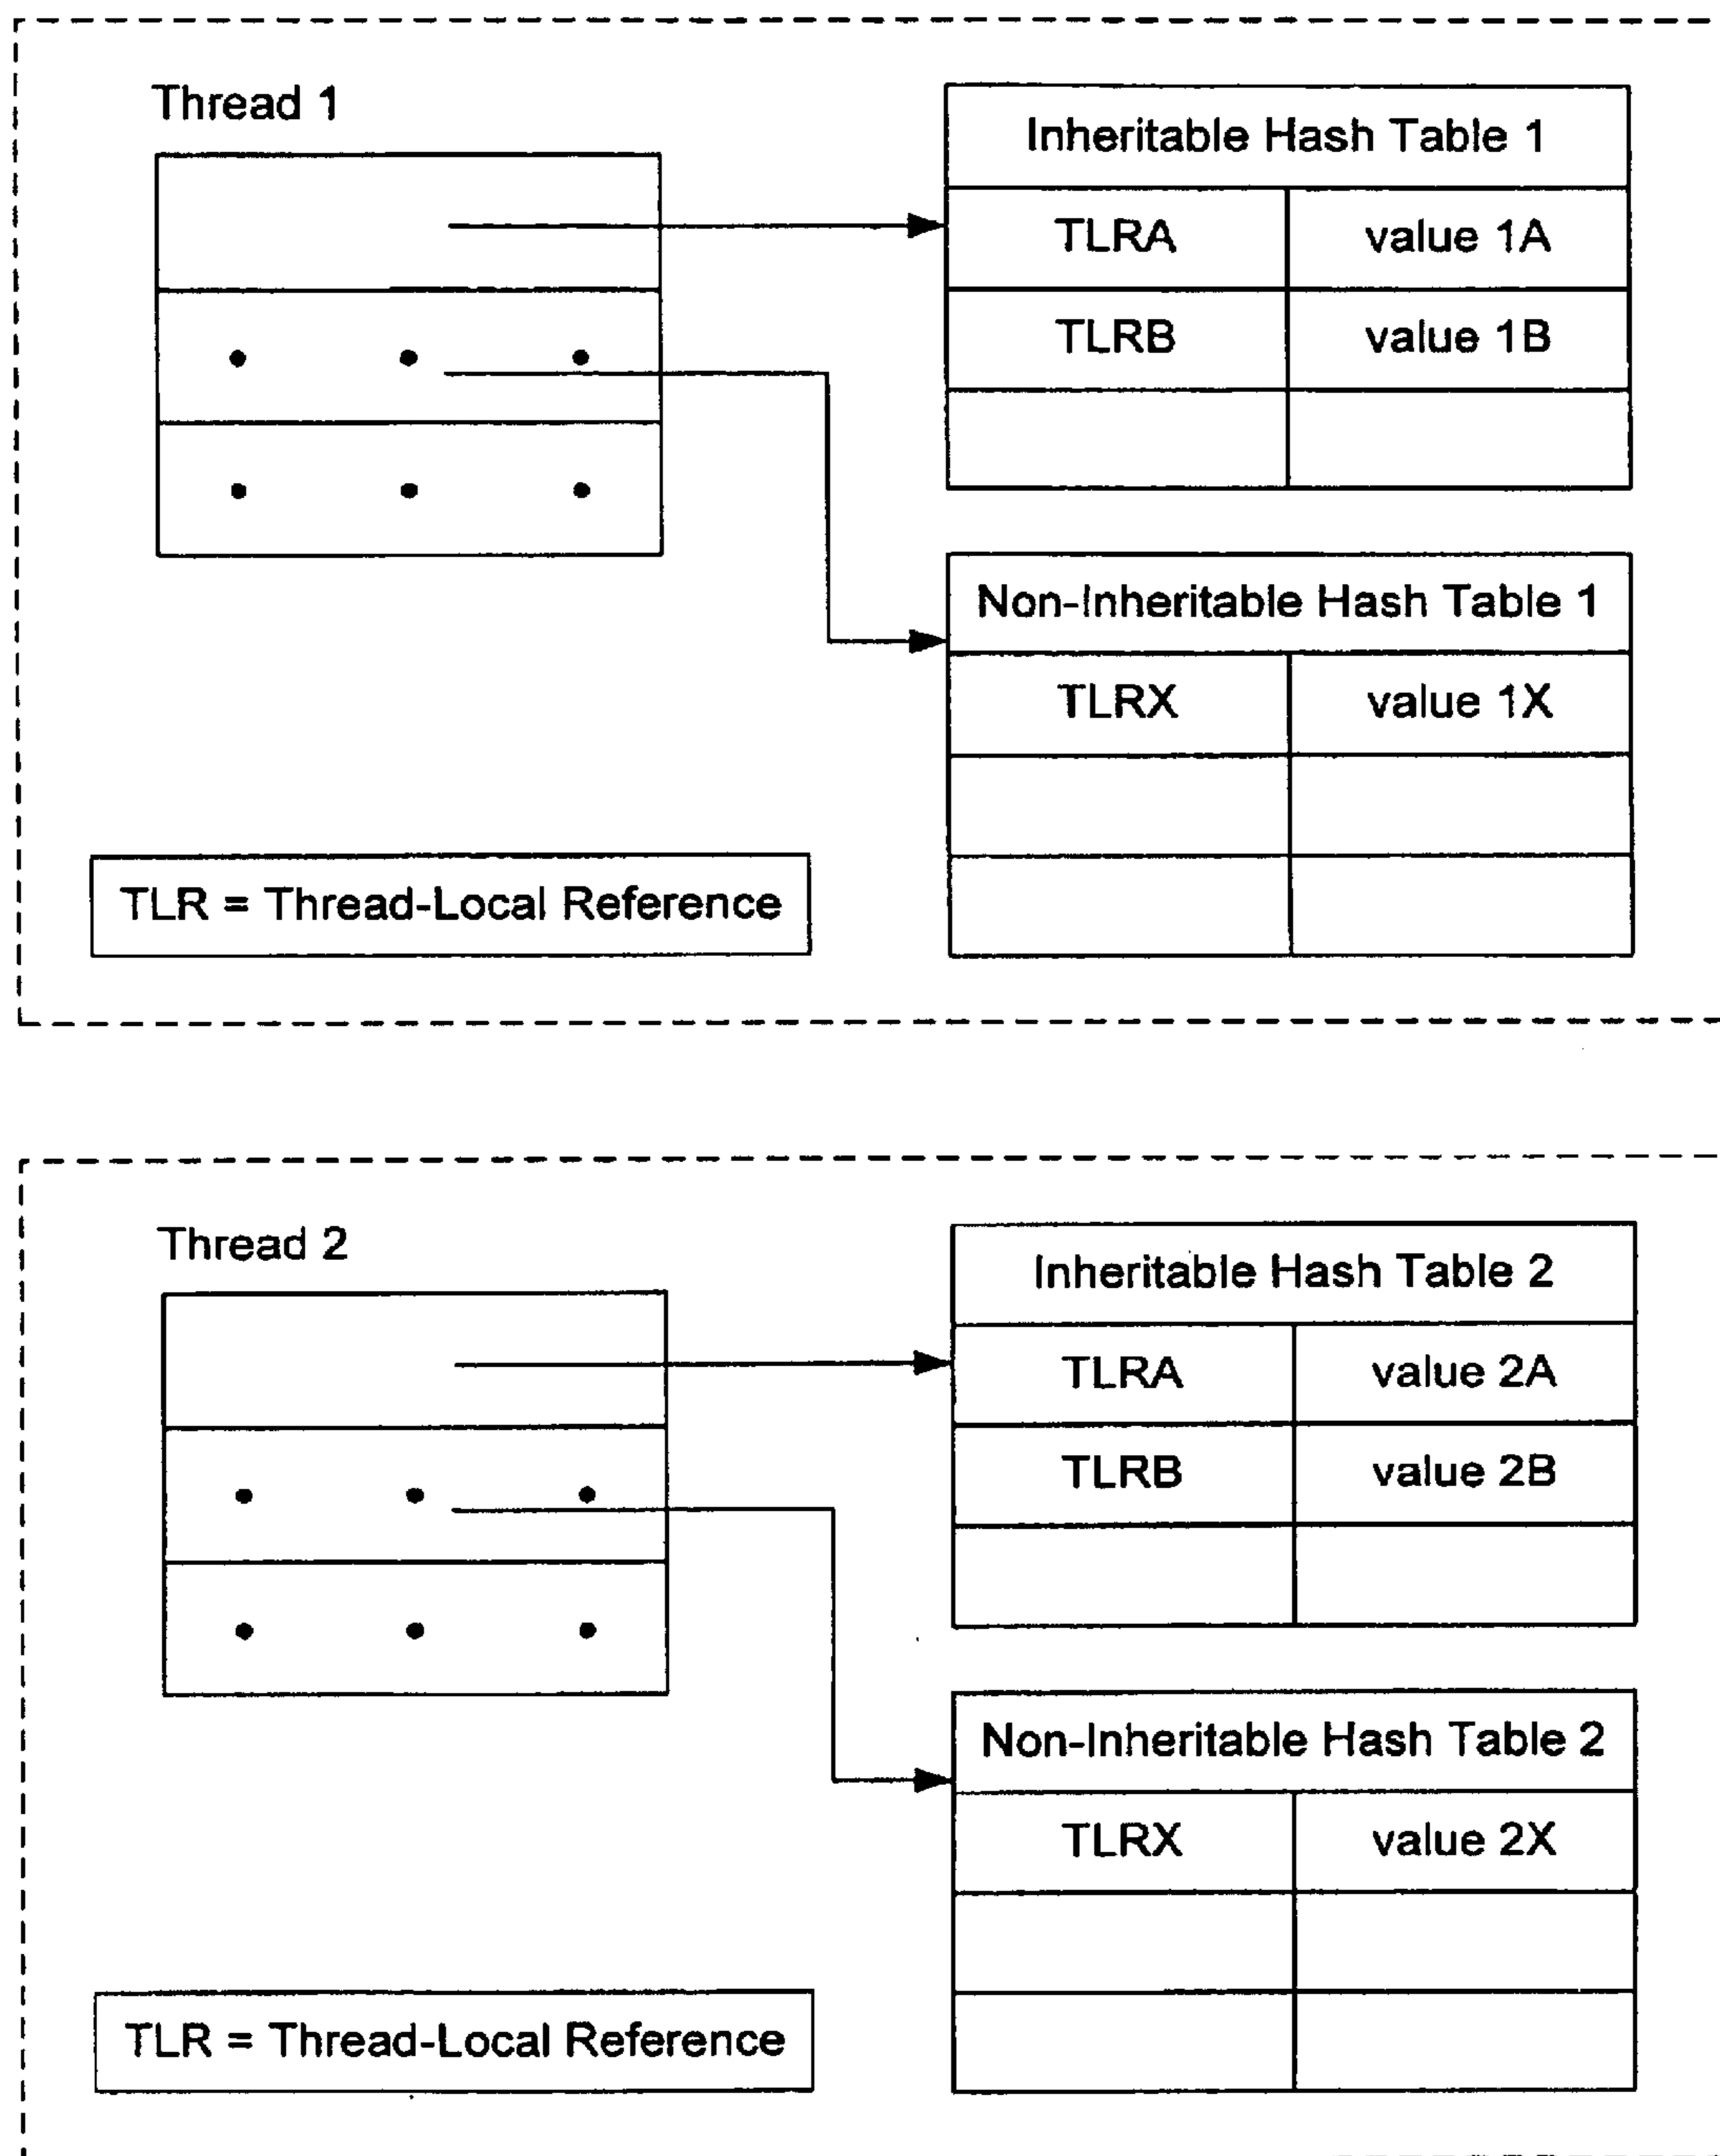 Thread 1
Inheritable Hash Table 1
TLRA value 1A
TLRB value 1B
Non-Inheritable Hash Table 1
TLRX value 1X
TLR = Thread-Local Reference
Thread 2
Inheritable Hash Table 2
TLRA value 2A
TLRB value 2B
Non-Inheritable Hash Table 2
TLRX value 2X
TLR = Thread-Local Reference